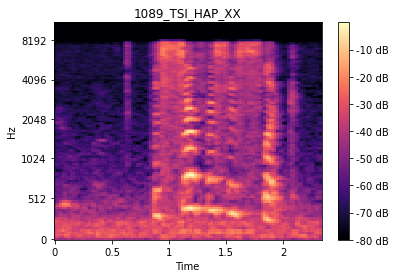 1089_TSI_HAP_XX
8192
4096
2048
1024
512
0
Hz
0
0.5
1
1.5
2
Time
-10 dB
-20 dB
-30 dB
-40 dB
-50 dB
-60 dB
-70 dB
-80 dB